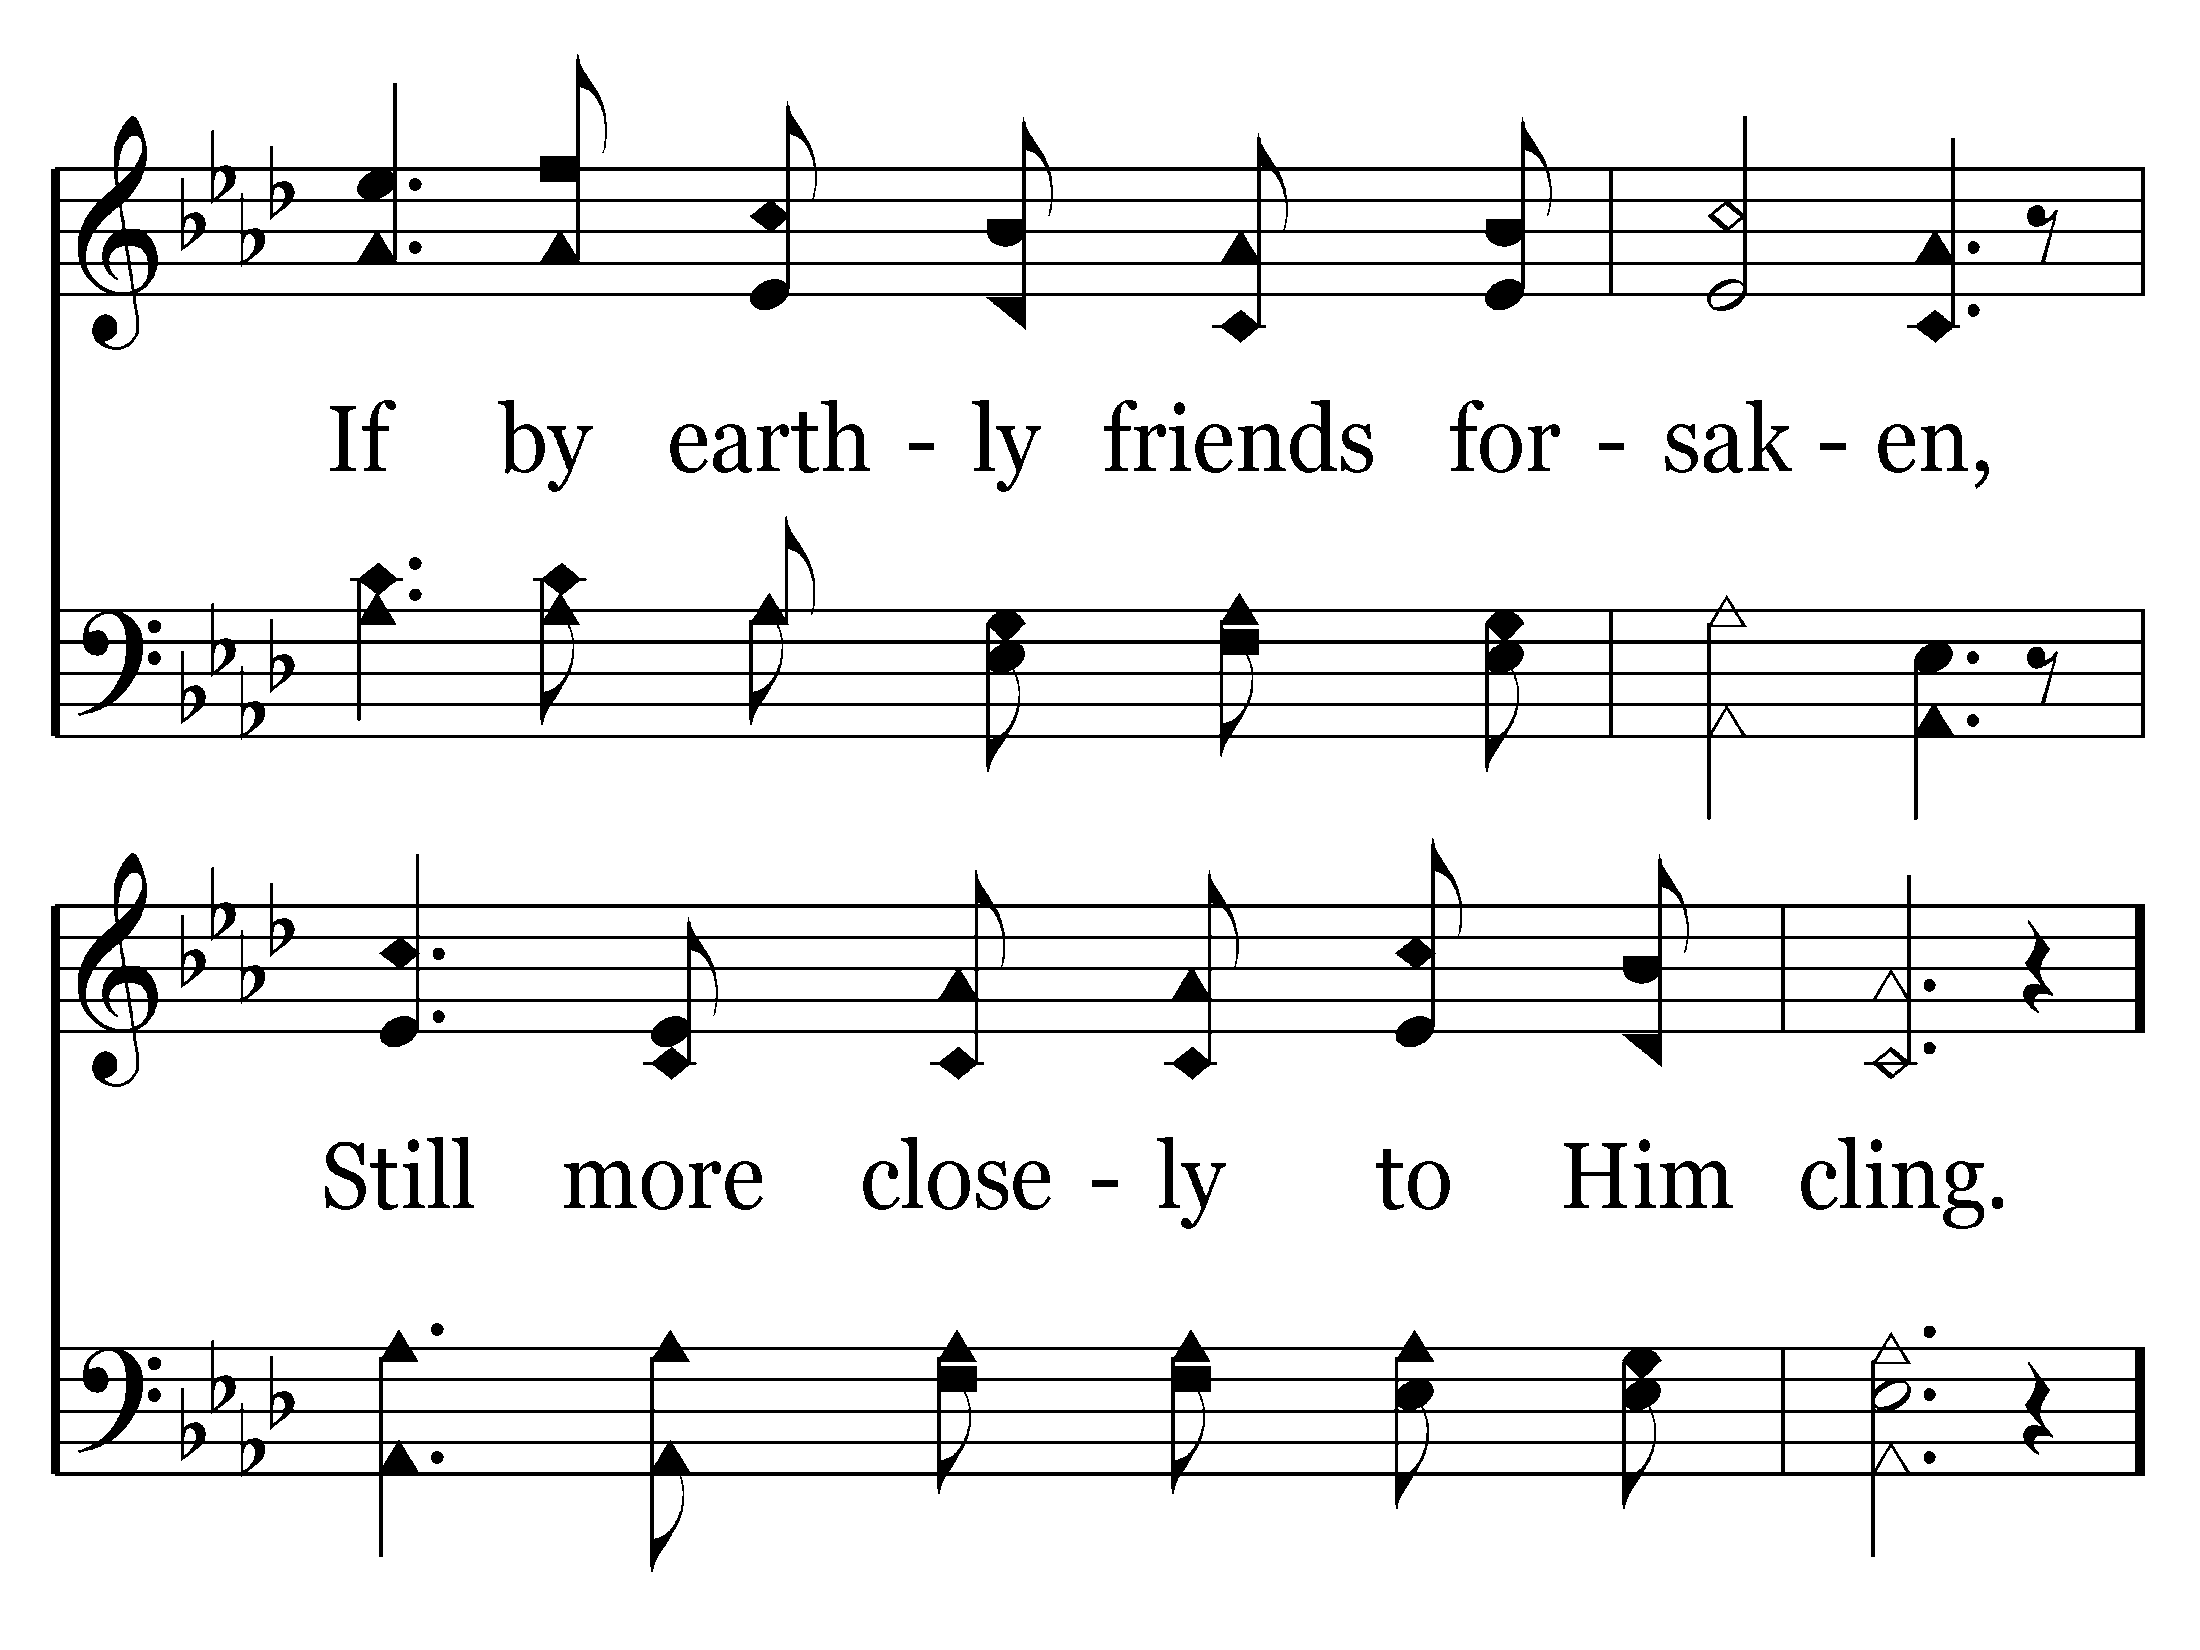 If by earth - ly friends for - sak - en,
Still more close - ly to Him cling.